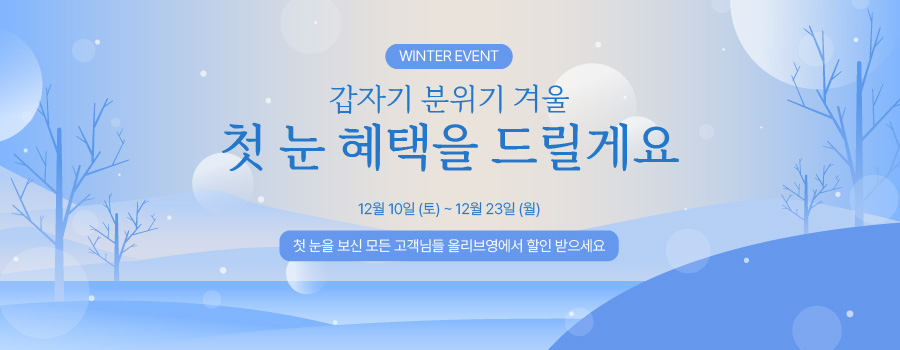 WINTER EVENT
갑자기 분위기 겨울
첫 눈 혜택을 드릴게요
12월 10일 (토) ~ 12월 23일 (월)
첫 눈을 보신 모든 고객님들 올리브영에서 할인 받으세요